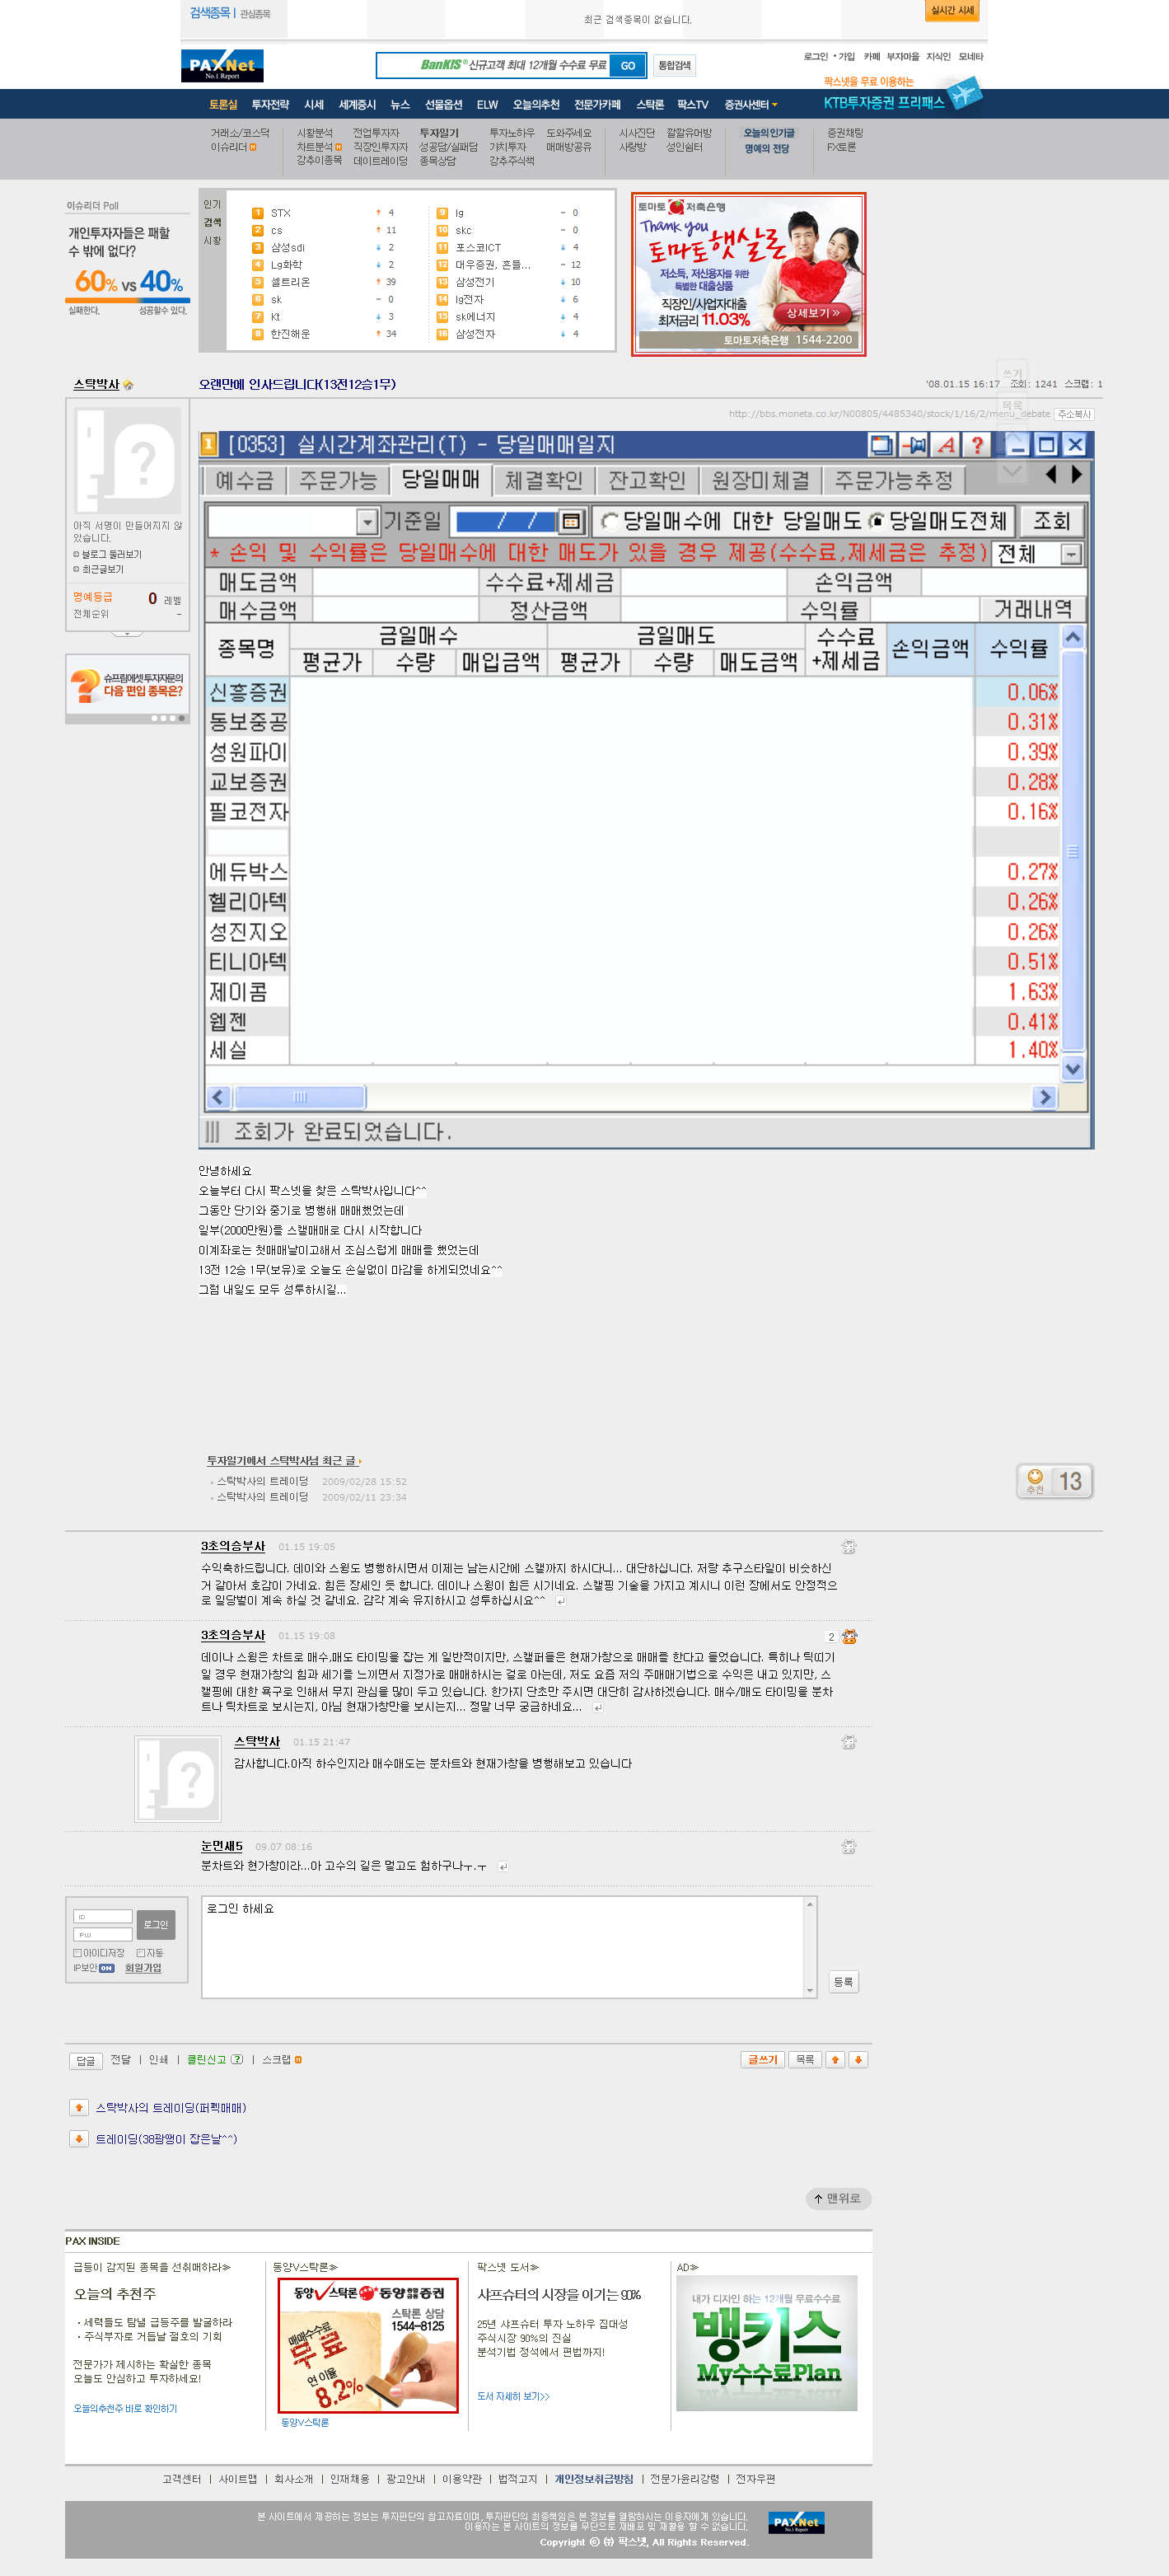 검색종목 | 관심종목
최근 검색종목이 없습니다.
실시간 시세
PAXNet
No.1 Report
BanKIS® 신규고객 최대 12개월 수수료 무료 GO 통합검색
로그인 • 가입 카페 부자마을 지식인 모네타
팍스넷을 무료 이용하는
KTB투자증권 프리패스
토론실 투자전략 시세 세계증시 뉴스 선물옵션 ELW 오늘의추천 전문가카페 스탁론 팍스TV 증권사센터
거래소/코스닥 시황분석 전업투자자 투자일기 투자노하우 도와주세요 시사진단 깔깔유머방 오늘의 인기글 증권채팅
이슈리더 차트분석 직장인투자자 성공담/실패담 가치투자 매매방공유 사랑방 성인쉼터 명예의 전당 FX토론
강추이종목 데이트레이딩 종목상담 강추주식책
이슈리더 Poll
개인투자자들은 패할
수 밖에 없다?
60% vs 40%
실패한다. 성공할수 있다.
인기
검색
시황
1 STX 4
2 cs 11
3 삼성sdi 2
4 Lg화학 2
5 셀트리온 39
6 sk - 0
7 Kt 3
8 한진해운 34
9 lg - 0
10 skc - 0
11 포스코ICT 4
12 대우증권, 흔들... - 12
13 삼성전기 10
14 lg전자 6
15 sk에너지 4
16 삼성전자 4
토마토저축은행
Thank you
토마토햇살론
저소득, 저신용자를 위한
특별한 대출상품
직장인/사업자대출
최저금리 11.03%
상세보기 »
토마토저축은행 1544-2200
스탁박사
오랜만에 인사드립니다(13전12승1무)
'08.01.15 16:17 조회: 1241 스크랩: 1
쓰기
목록
http://bbs.moneta.co.kr/N00805/4485340/stock/1/16/2/menu_debate 주소복사
아직 서명이 만들어지지 않
았습니다.
블로그 둘러보기
최근글보기
명예등급 0 레벨
전체순위 -
슈프림에셋 투자자문의
다음 편입 종목은?
1 [0353] 실시간계좌관리(T) - 당일매매일지
예수금 주문가능 당일매매 체결확인 잔고확인 원장미체결 주문가능추정
기준일 / / 당일매수에 대한 당일매도 당일매도전체 조회
* 손익 및 수익률은 당일매수에 대한 매도가 있을 경우 제공(수수료,제세금은 추정) 전체
매도금액 수수료+제세금 손익금액
매수금액 정산금액 수익률 거래내역
종목명 금일매수 금일매도 수수료+제세금 손익금액 수익률
평균가 수량 매입금액 평균가 수량 매도금액
신흥증권 0.06%
동보중공 0.31%
성원파이 0.39%
교보증권 0.28%
필코전자 0.16%
에듀박스 0.27%
헬리아텍 0.26%
성진지오 0.26%
티니아텍 0.51%
제이콤 1.63%
웹젠 0.41%
세실 1.40%
조회가 완료되었습니다.
안녕하세요
오늘부터 다시 팍스넷을 찾은 스탁박사입니다^^
그동안 단기와 중기로 병행해 매매했었는데
일부(2000만원)를 스캘매매로 다시 시작합니다
이계좌로는 첫매매날이고해서 조심스럽게 매매를 했었는데
13전 12승 1무(보유)로 오늘도 손실없이 마감을 하게되었네요^^
그럼 내일도 모두 성투하시길...
투자일기에서 스탁박사님 최근 글
스탁박사의 트레이딩 2009/02/28 15:52
스탁박사의 트레이딩 2009/02/11 23:34
추천 13
3초의승부사 01.15 19:05
수익축하드립니다. 데이와 스윙도 병행하시면서 이제는 남는시간에 스캘까지 하시다니... 대단하십니다. 저랑 추구스타일이 비슷하신
거 같아서 호감이 가네요. 힘든 장세인 듯 합니다. 데이나 스윙이 힘든 시기네요. 스캘핑 기술을 가지고 계시니 이런 장에서도 안정적으
로 일당벌이 계속 하실 것 같네요. 감각 계속 유지하시고 성투하십시요^^
3초의승부사 01.15 19:08
2
데이나 스윙은 차트로 매수,매도 타이밍을 잡는 게 일반적이지만, 스캘퍼들은 현재가창으로 매매를 한다고 들었습니다. 특히나 틱띠기
일 경우 현재가창의 힘과 세기를 느끼면서 지정가로 매매하시는 걸로 아는데, 저도 요즘 저의 주매매기법으로 수익은 내고 있지만, 스
캘핑에 대한 욕구로 인해서 무지 관심을 많이 두고 있습니다. 한가지 단초만 주시면 대단히 감사하겠습니다. 매수/매도 타이밍을 분차
트나 틱차트로 보시는지, 아님 현재가창만을 보시는지... 정말 너무 궁금하네요...
스탁박사 01.15 21:47
감사합니다.아직 하수인지라 매수매도는 분차트와 현재가창을 병행해보고 있습니다
눈먼새5 09.07 08:16
분차트와 현가창이라...아 고수의 길은 멀고도 험하구나ㅜ.ㅜ
ID
PW
로그인
아이디저장 자동
IP보안 ON 회원가입
로그인 하세요
등록
답글 전달 | 인쇄 | 클린신고 ? | 스크랩
글쓰기 목록
스탁박사의 트레이딩(퍼펙매매)
트레이딩(38광땡이 잡은날^^)
맨위로
PAX INSIDE
급등이 감지된 종목을 선취매하라≫
오늘의 추천주
· 세력들도 탐낼 급등주를 발굴하라
· 주식부자로 거듭날 절호의 기회
전문가가 제시하는 확실한 종목
오늘도 안심하고 투자하세요!
오늘의추천주 바로 확인하기
동양V스탁론≫
동양V스탁론 동양종합금융증권
스탁론 상담
1544-8125
매매수수료
무료
연 이율
8.2%
동양V스탁론
팍스넷 도서≫
샤프슈터의 시장을 이기는 90%
25년 샤프슈터 투자 노하우 집대성
주식시장 90%의 진실
분석기법 정석에서 편법까지!
도서 자세히 보기>>
AD≫
내가 디자인 하는 12개월 무료수수료
뱅키스
My수수료Plan
고객센터 | 사이트맵 | 회사소개 | 인재채용 | 광고안내 | 이용약관 | 법적고지 | 개인정보취급방침 | 전문가윤리강령 | 전자우편
본 사이트에서 제공하는 정보는 투자판단의 참고자료이며, 투자판단의 최종책임은 본 정보를 열람하시는 이용자에게 있습니다.
이용자는 본 사이트의 정보를 무단으로 재배포 및 재활용 할 수 없습니다.
Copyright ⓒ ㈜ 팍스넷, All Rights Reserved.
PAXNet
No.1 Report